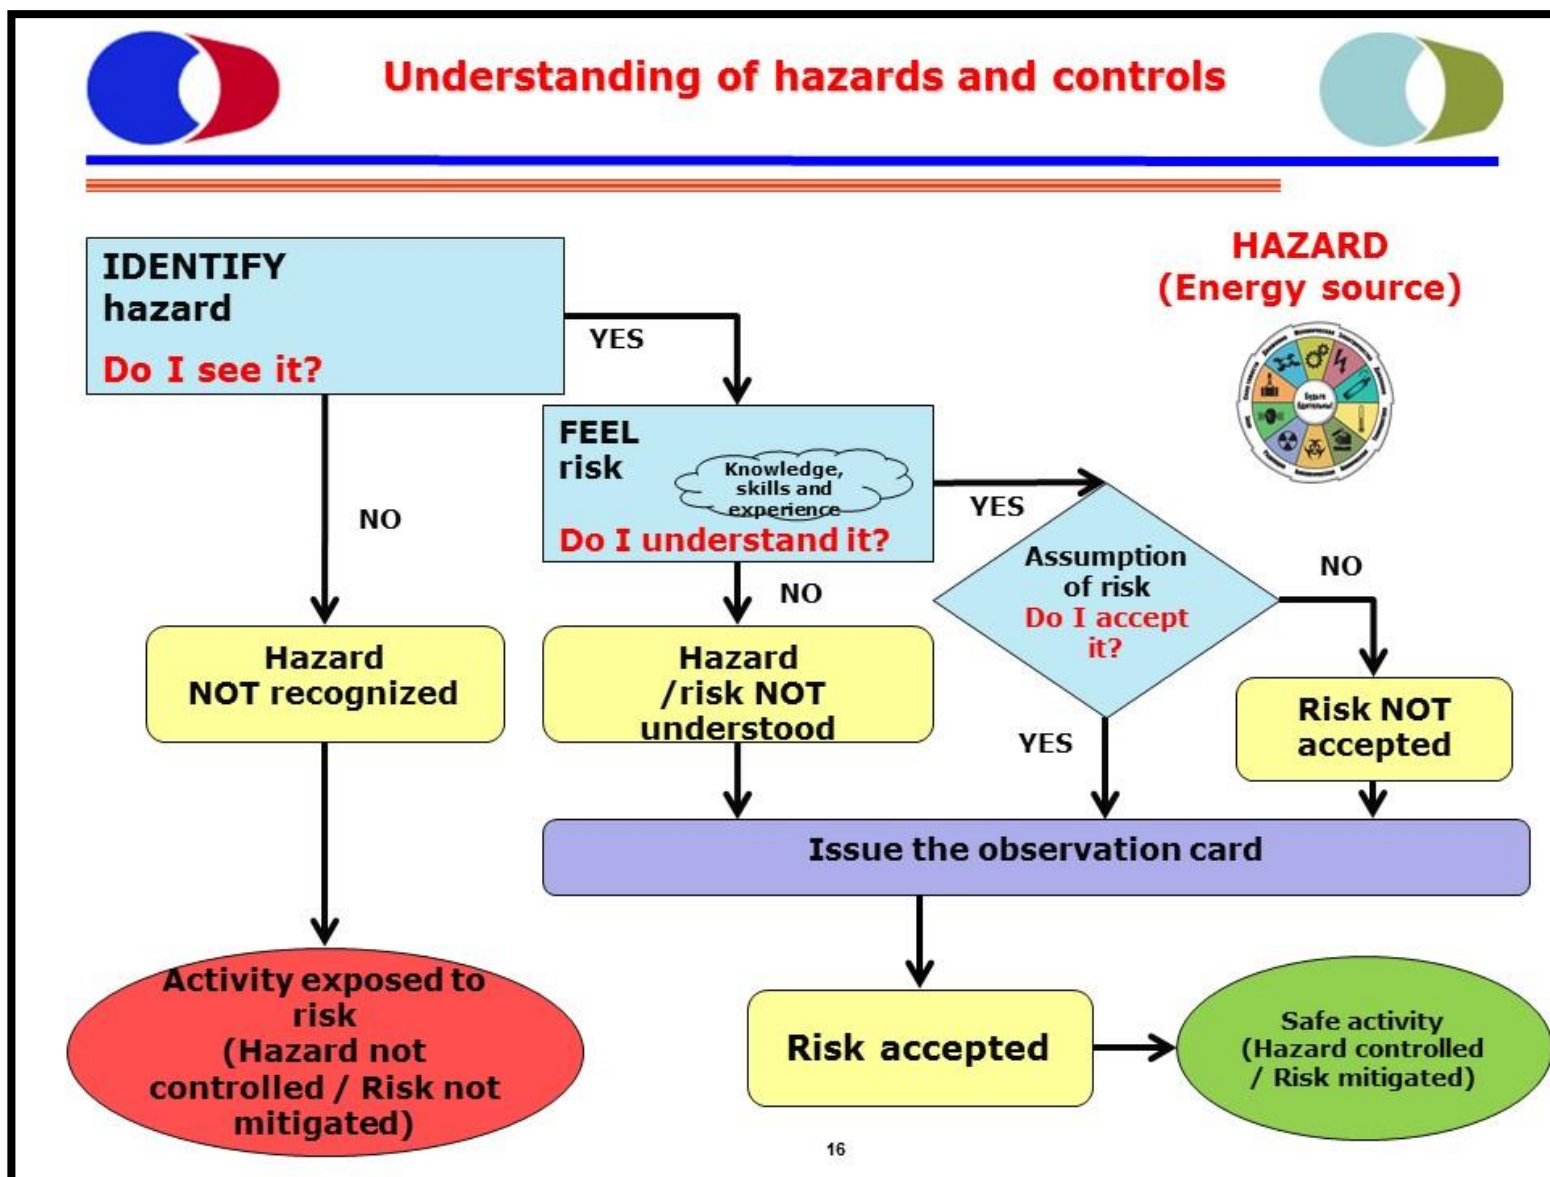 Understanding of hazards and controls
HAZARD
(Energy source)
IDENTIFY
hazard
Do I see it?
YES
FEEL
risk
Knowledge,
skills and
experience
Do I understand it?
YES
NO
NO
Assumption
of risk
Do I accept
it?
NO
Hazard
NOT recognized
Hazard
/risk NOT
understood
YES
Risk NOT
accepted
Issue the observation card
Activity exposed to
risk
(Hazard not
controlled / Risk not
mitigated)
Risk accepted
Safe activity
(Hazard controlled
/ Risk mitigated)
16